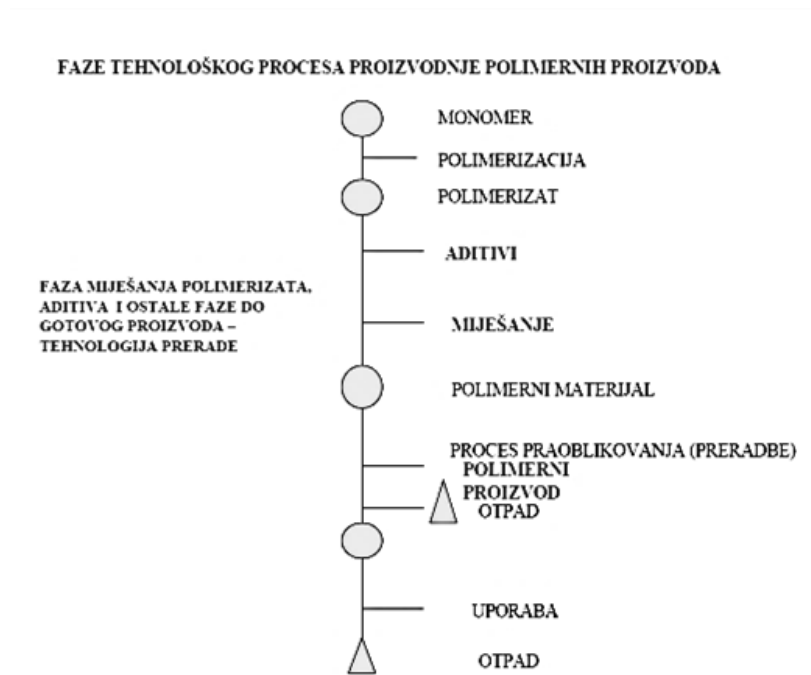 FAZE TEHNOLOŠKOG PROCESA PROIZVODNJE POLIMERNIH PROIZVODA
MONOMER
POLIMERIZACIJA
POLIMERIZAT
ADITIVI
FAZA MIJEŠANJA POLIMERIZATA,
ADITIVA I OSTALE FAZE DO
GOTOVOG PROIZVODA –
TEHNOLOGIJA PRERADE
MIJEŠANJE
POLIMERNI MATERIJAL
PROCES PRAOBLIKOVANJA (PRERADBE)
POLIMERNI
PROIZVOD
OTPAD
UPORABA
OTPAD